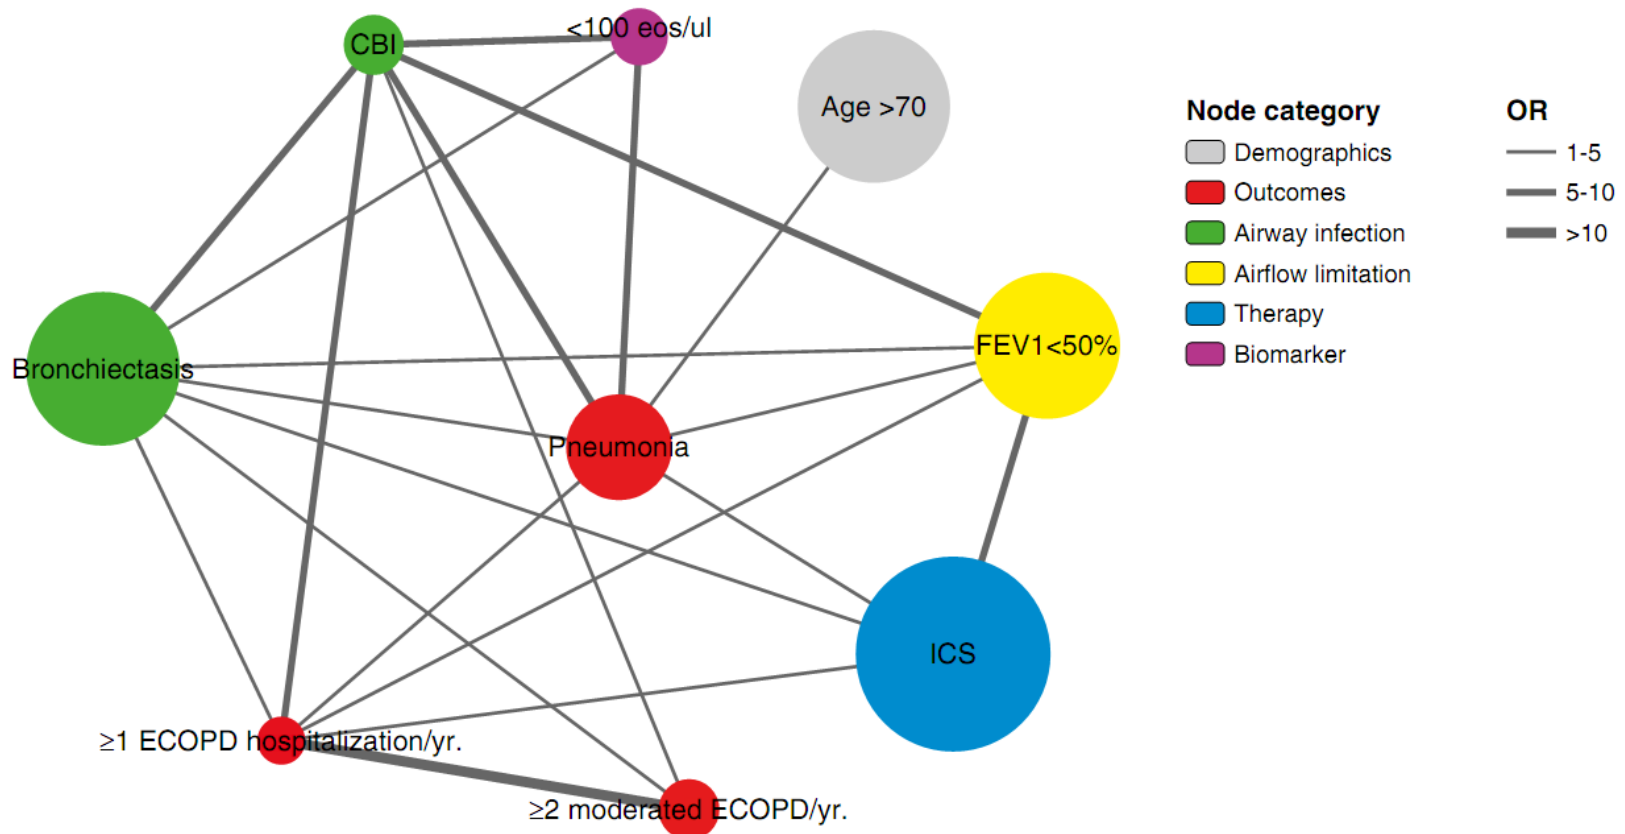 CBI
<100 eos/ul
Age >70
Bronchiectasis
FEV1<50%
Pneumonia
ICS
≥1 ECOPD hospitalization/yr.
≥2 moderated ECOPD/yr.
Node category
Demographics
Outcomes
Airway infection
Airflow limitation
Therapy
Biomarker
OR
1-5
5-10
>10